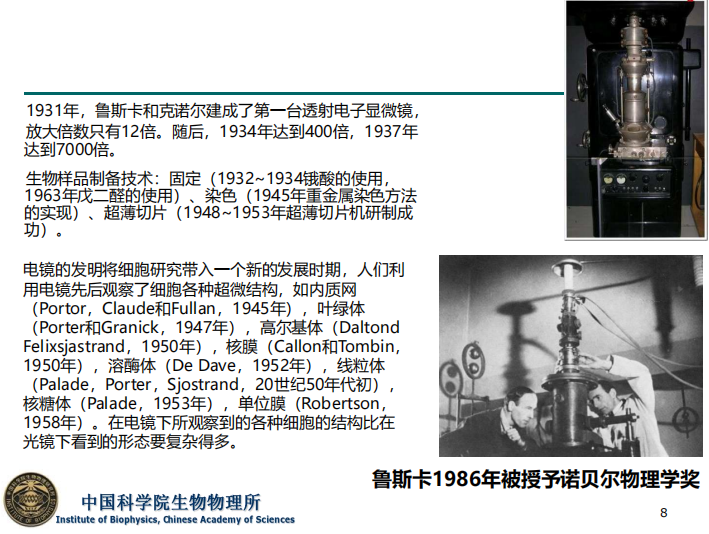 1931年，鲁斯卡和克诺尔建成了第一台透射电子显微镜，
放大倍数只有12倍。随后，1934年达到400倍，1937年
达到7000倍。
生物样品制备技术：固定（1932~1934锇酸的使用，
1963年戊二醛的使用）、染色（1945年重金属染色方法
的实现）、超薄切片（1948~1953年超薄切片机研制成
功）。
电镜的发明将细胞研究带入一个新的发展时期，人们利
用电镜先后观察了细胞各种超微结构，如内质网
（Portor，Claude和Fullan，1945年），叶绿体
（Porter和Granick，1947年），高尔基体（Daltond
Felixsjastrand，1950年），核膜（Callon和Tombin，
1950年），溶酶体（De Dave，1952年），线粒体
（Palade，Porter，Sjostrand，20世纪50年代初），
核糖体（Palade，1953年），单位膜（Robertson，
1958年）。在电镜下所观察到的各种细胞的结构比在
光镜下看到的形态要复杂得多。
鲁斯卡1986年被授予诺贝尔物理学奖
中国科学院生物物理所
Institute of Biophysics, Chinese Academy of Sciences
8